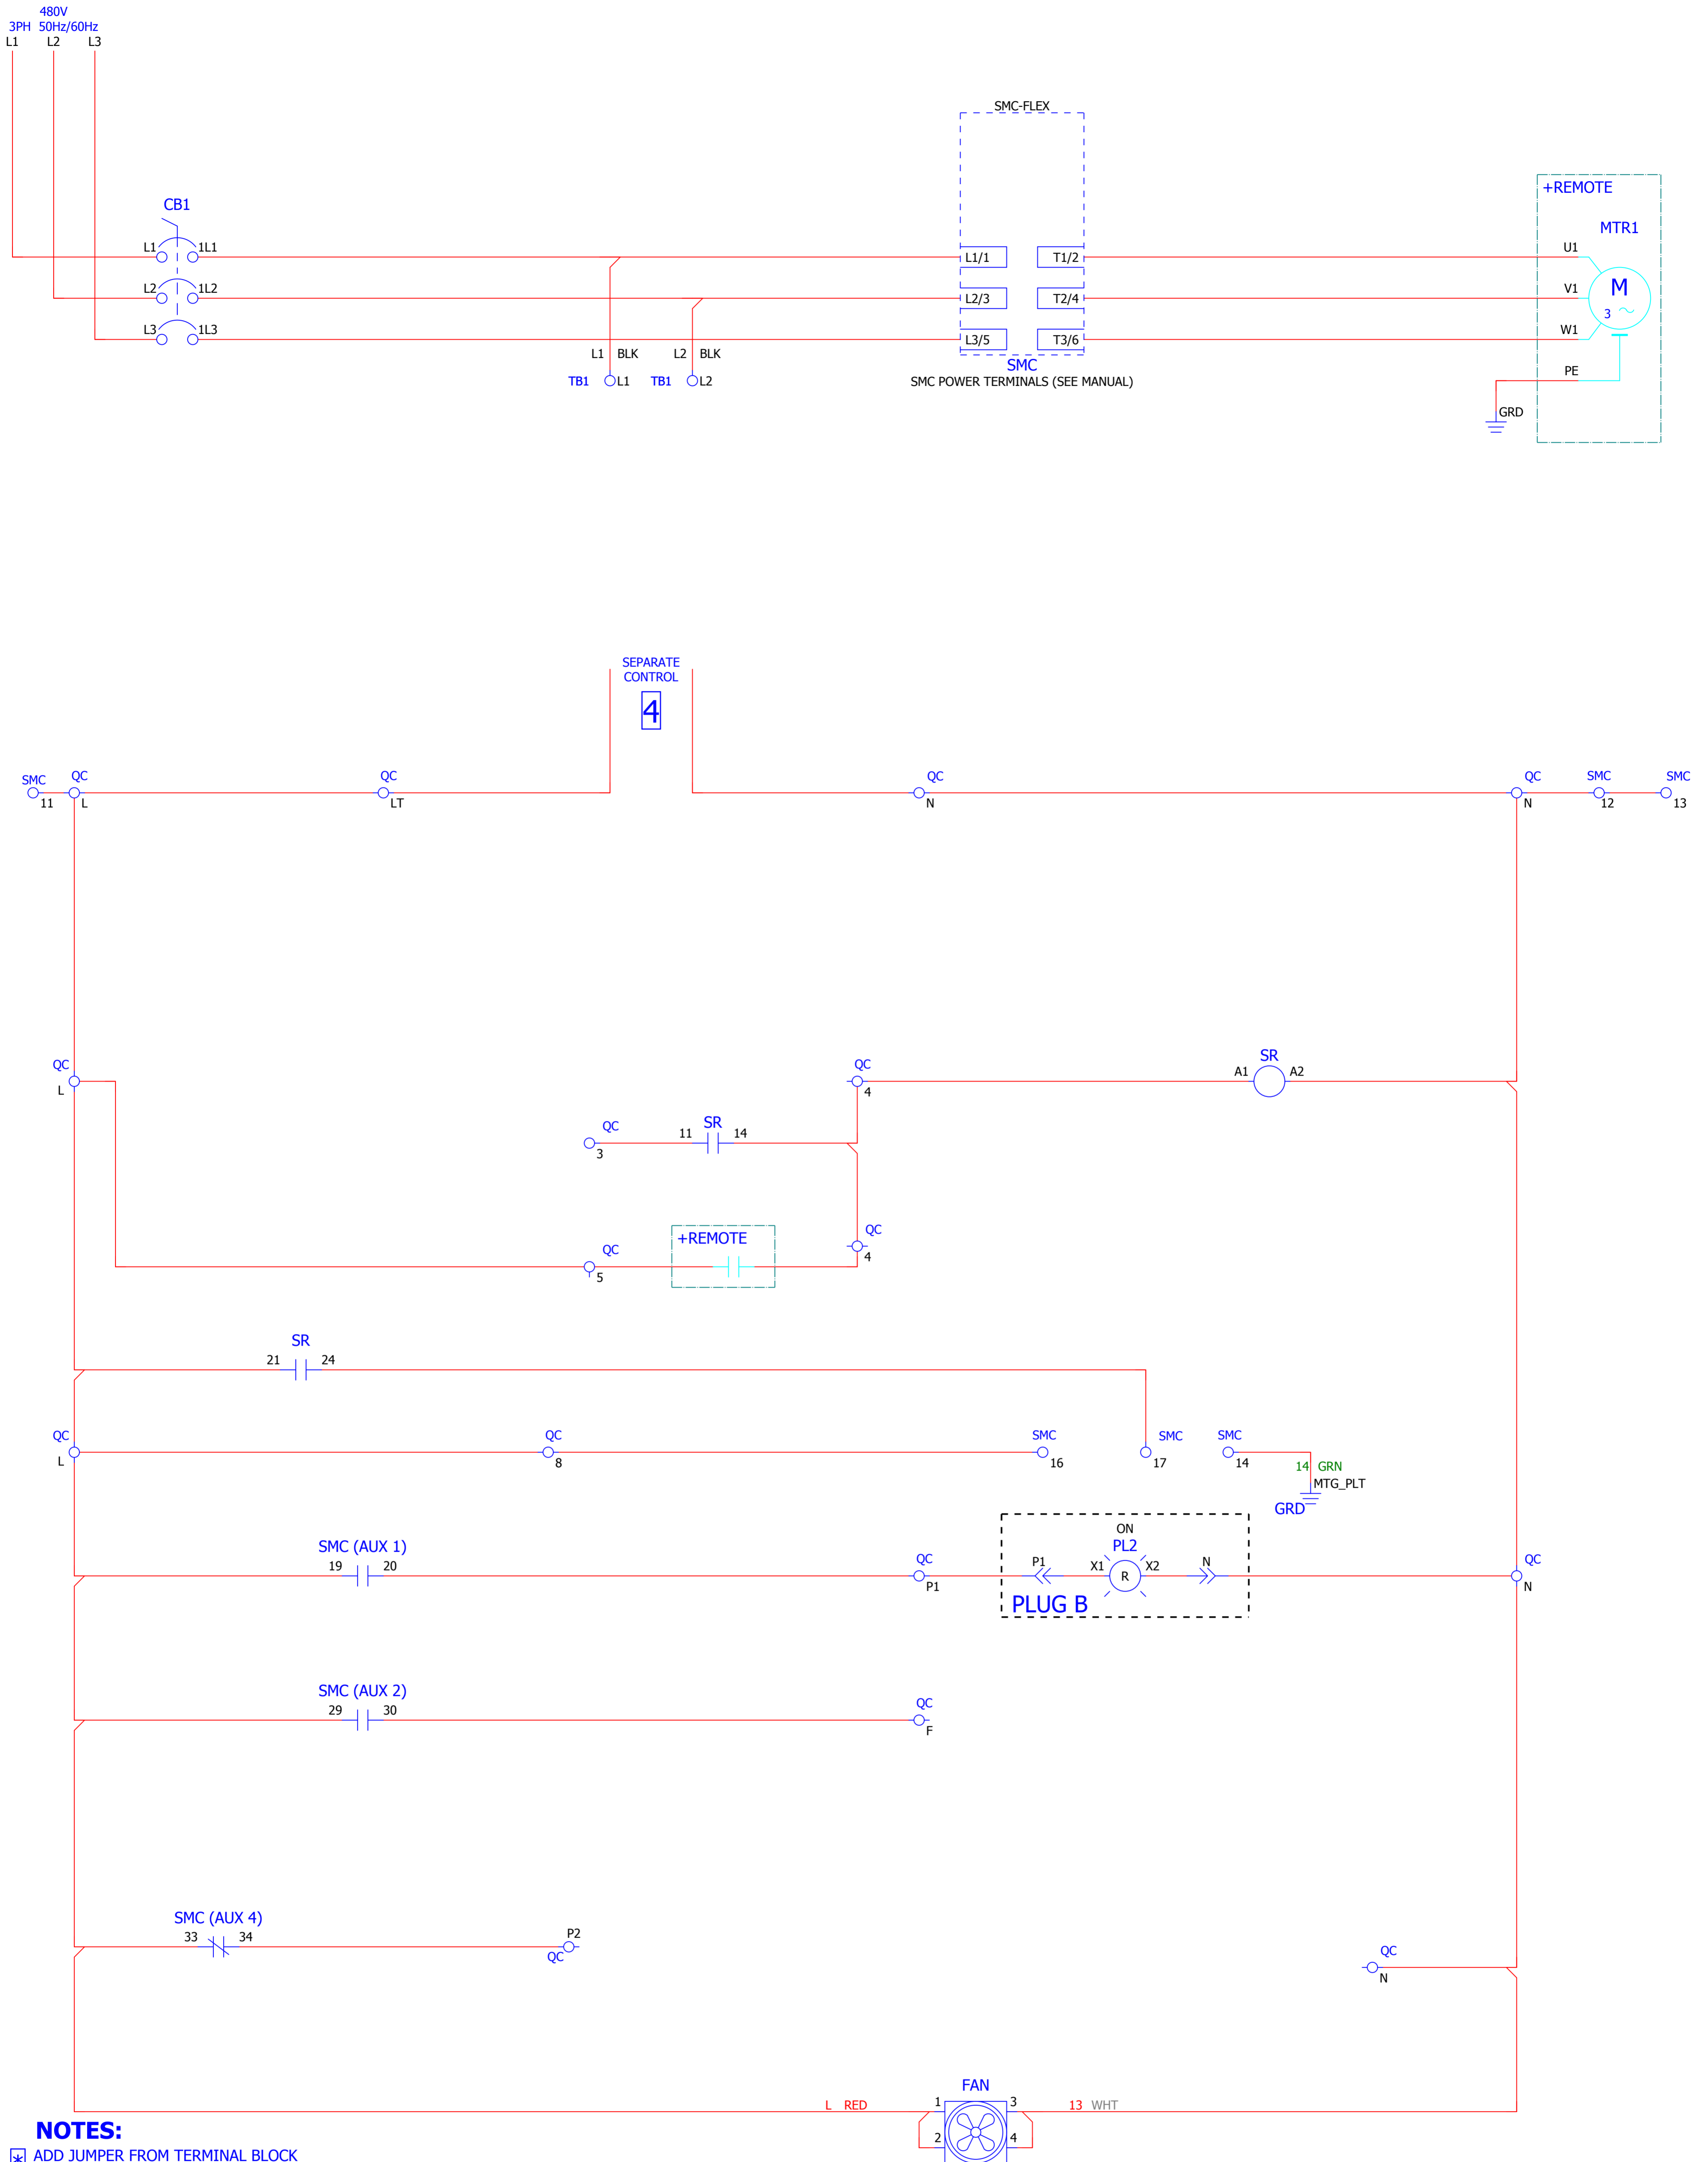 480V
3PH 50Hz/60Hz
L1 L2 L3
SMC-FLEX
+REMOTE
CB1
MTR1
L1 1L1 L1/1 T1/2 U1
L2 1L2 L2/3 T2/4 V1
M
3
L3 1L3 L3/5 T3/6 W1
L1 BLK L2 BLK
SMC
TB1 L1 TB1 L2
SMC POWER TERMINALS (SEE MANUAL)
PE
GRD
SEPARATE
CONTROL
4
SMC QC QC QC QC SMC SMC
11 L LT N N 12 13
QC QC SR
L 4 A1 A2
QC SR
3 11 14
QC +REMOTE QC
5 4
SR
21 24
QC QC SMC SMC SMC
L 8 16 17 14
14 GRN
MTG_PLT
GRD
SMC (AUX 1)
19 20
QC
P1
ON
PL2
P1 X1 R X2 N
PLUG B
QC
N
SMC (AUX 2)
29 30
QC
F
SMC (AUX 4)
33 34
P2
QC
QC
N
FAN
L RED 1 3 13 WHT
2 4
NOTES:
* ADD JUMPER FROM TERMINAL BLOCK